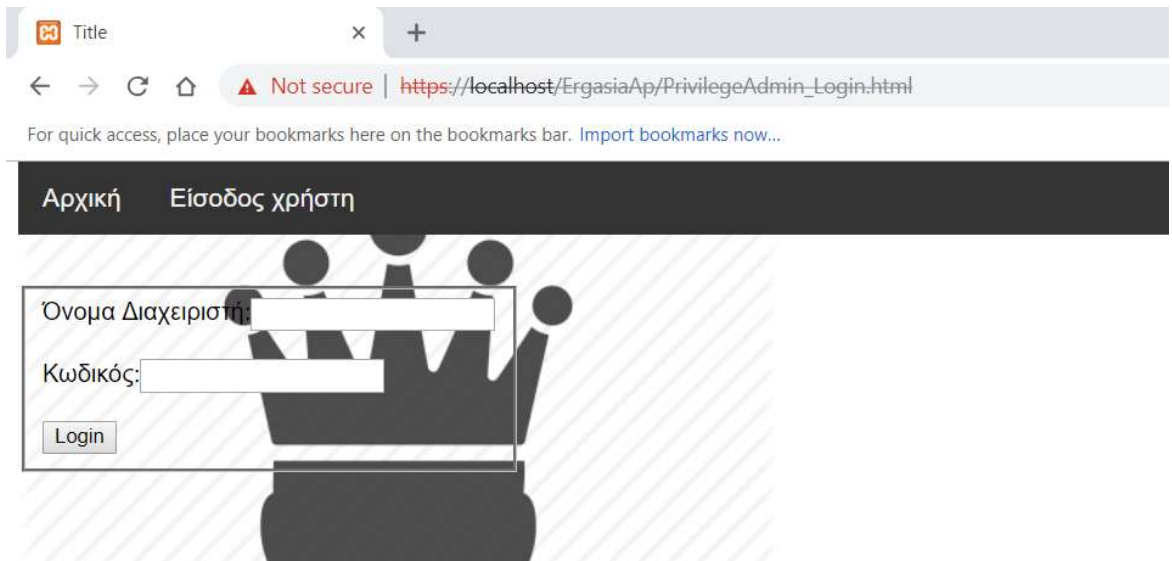 Title
Not secure | https://localhost/ErgasiaAp/PrivilegeAdmin_Login.html
For quick access, place your bookmarks here on the bookmarks bar. Import bookmarks now...
Αρχική Είσοδος χρήστη
Όνομα Διαχειριστή:
Κωδικός:
Login